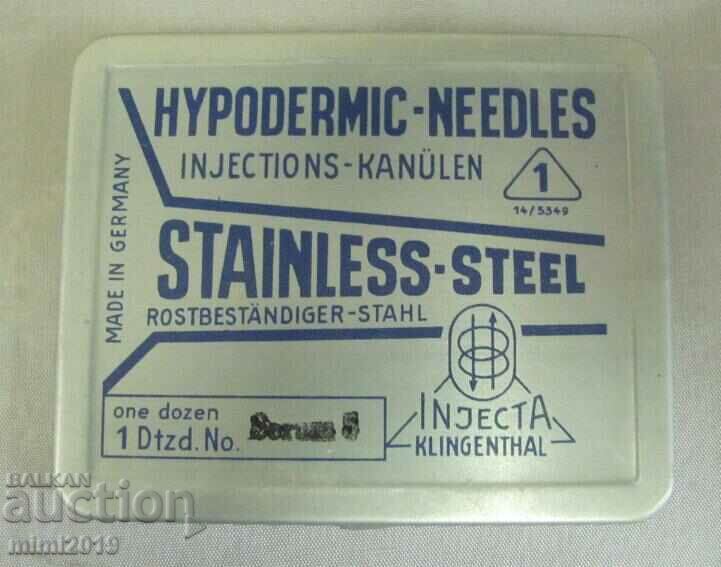 HYPODERMIC-NEEDLES
INJECTIONS-KANÜLEN
1
14/5349
MADE IN GERMANY
STAINLESS-STEEL
ROSTBESTÄNDIGER-STAHL
one dozen
1 Dtzd. No. Serum
INJECTA
KLINGENTHAL
BALKAN
auction
mimi2019